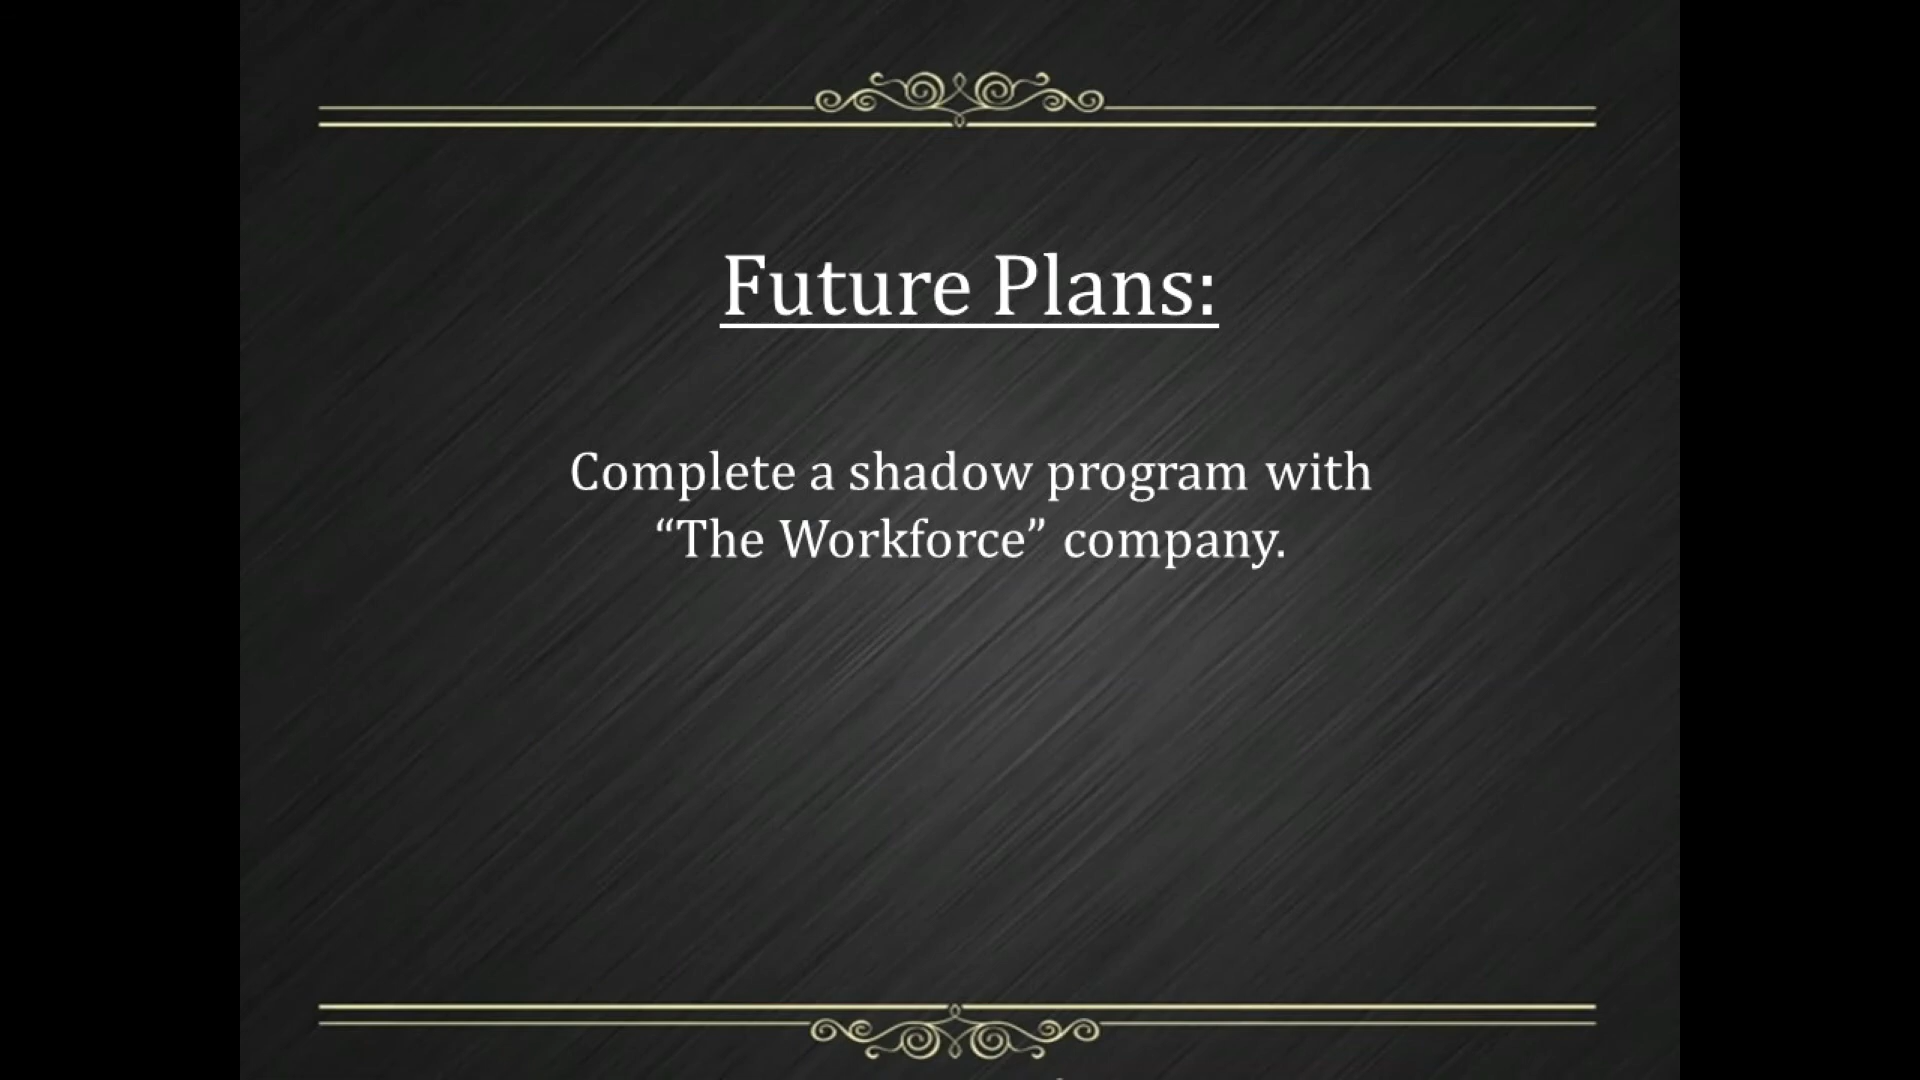 Future Plans:
Complete a shadow program with
“The Workforce” company.